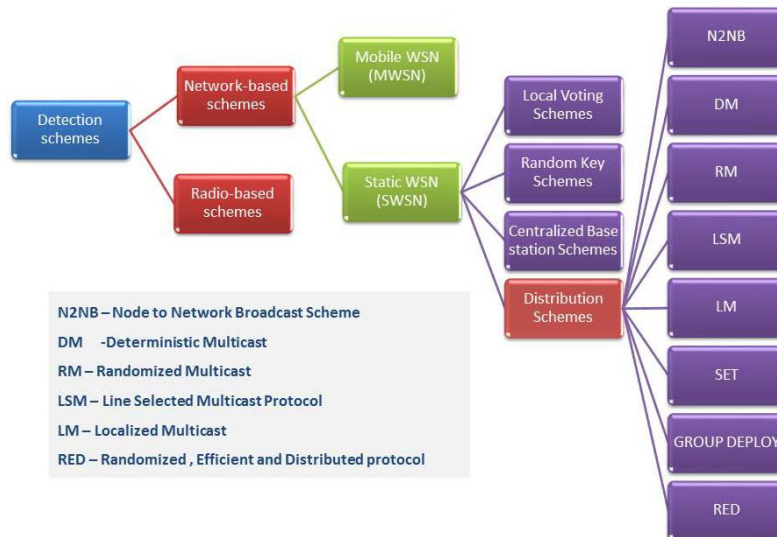 Detection
schemes
Network-based
schemes
Radio-based
schemes
Mobile WSN
(MWSN)
Static WSN
(SWSN)
Local Voting
Schemes
Random Key
Schemes
Centralized Base
station Schemes
Distribution
Schemes
N2NB
DM
RM
LSM
LM
SET
GROUP DEPLOY
RED
N2NB – Node to Network Broadcast Scheme
DM -Deterministic Multicast
RM – Randomized Multicast
LSM – Line Selected Multicast Protocol
LM – Localized Multicast
RED – Randomized , Efficient and Distributed protocol